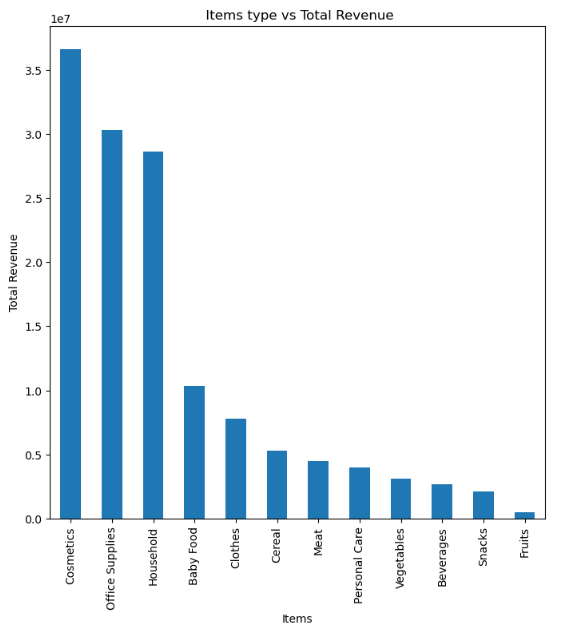 Items type vs Total Revenue
1e7
3.5
3.0
2.5
2.0
1.5
1.0
0.5
0.0
Total Revenue
Cosmetics
Office Supplies
Household
Baby Food
Clothes
Cereal
Meat
Personal Care
Vegetables
Beverages
Snacks
Fruits
Items